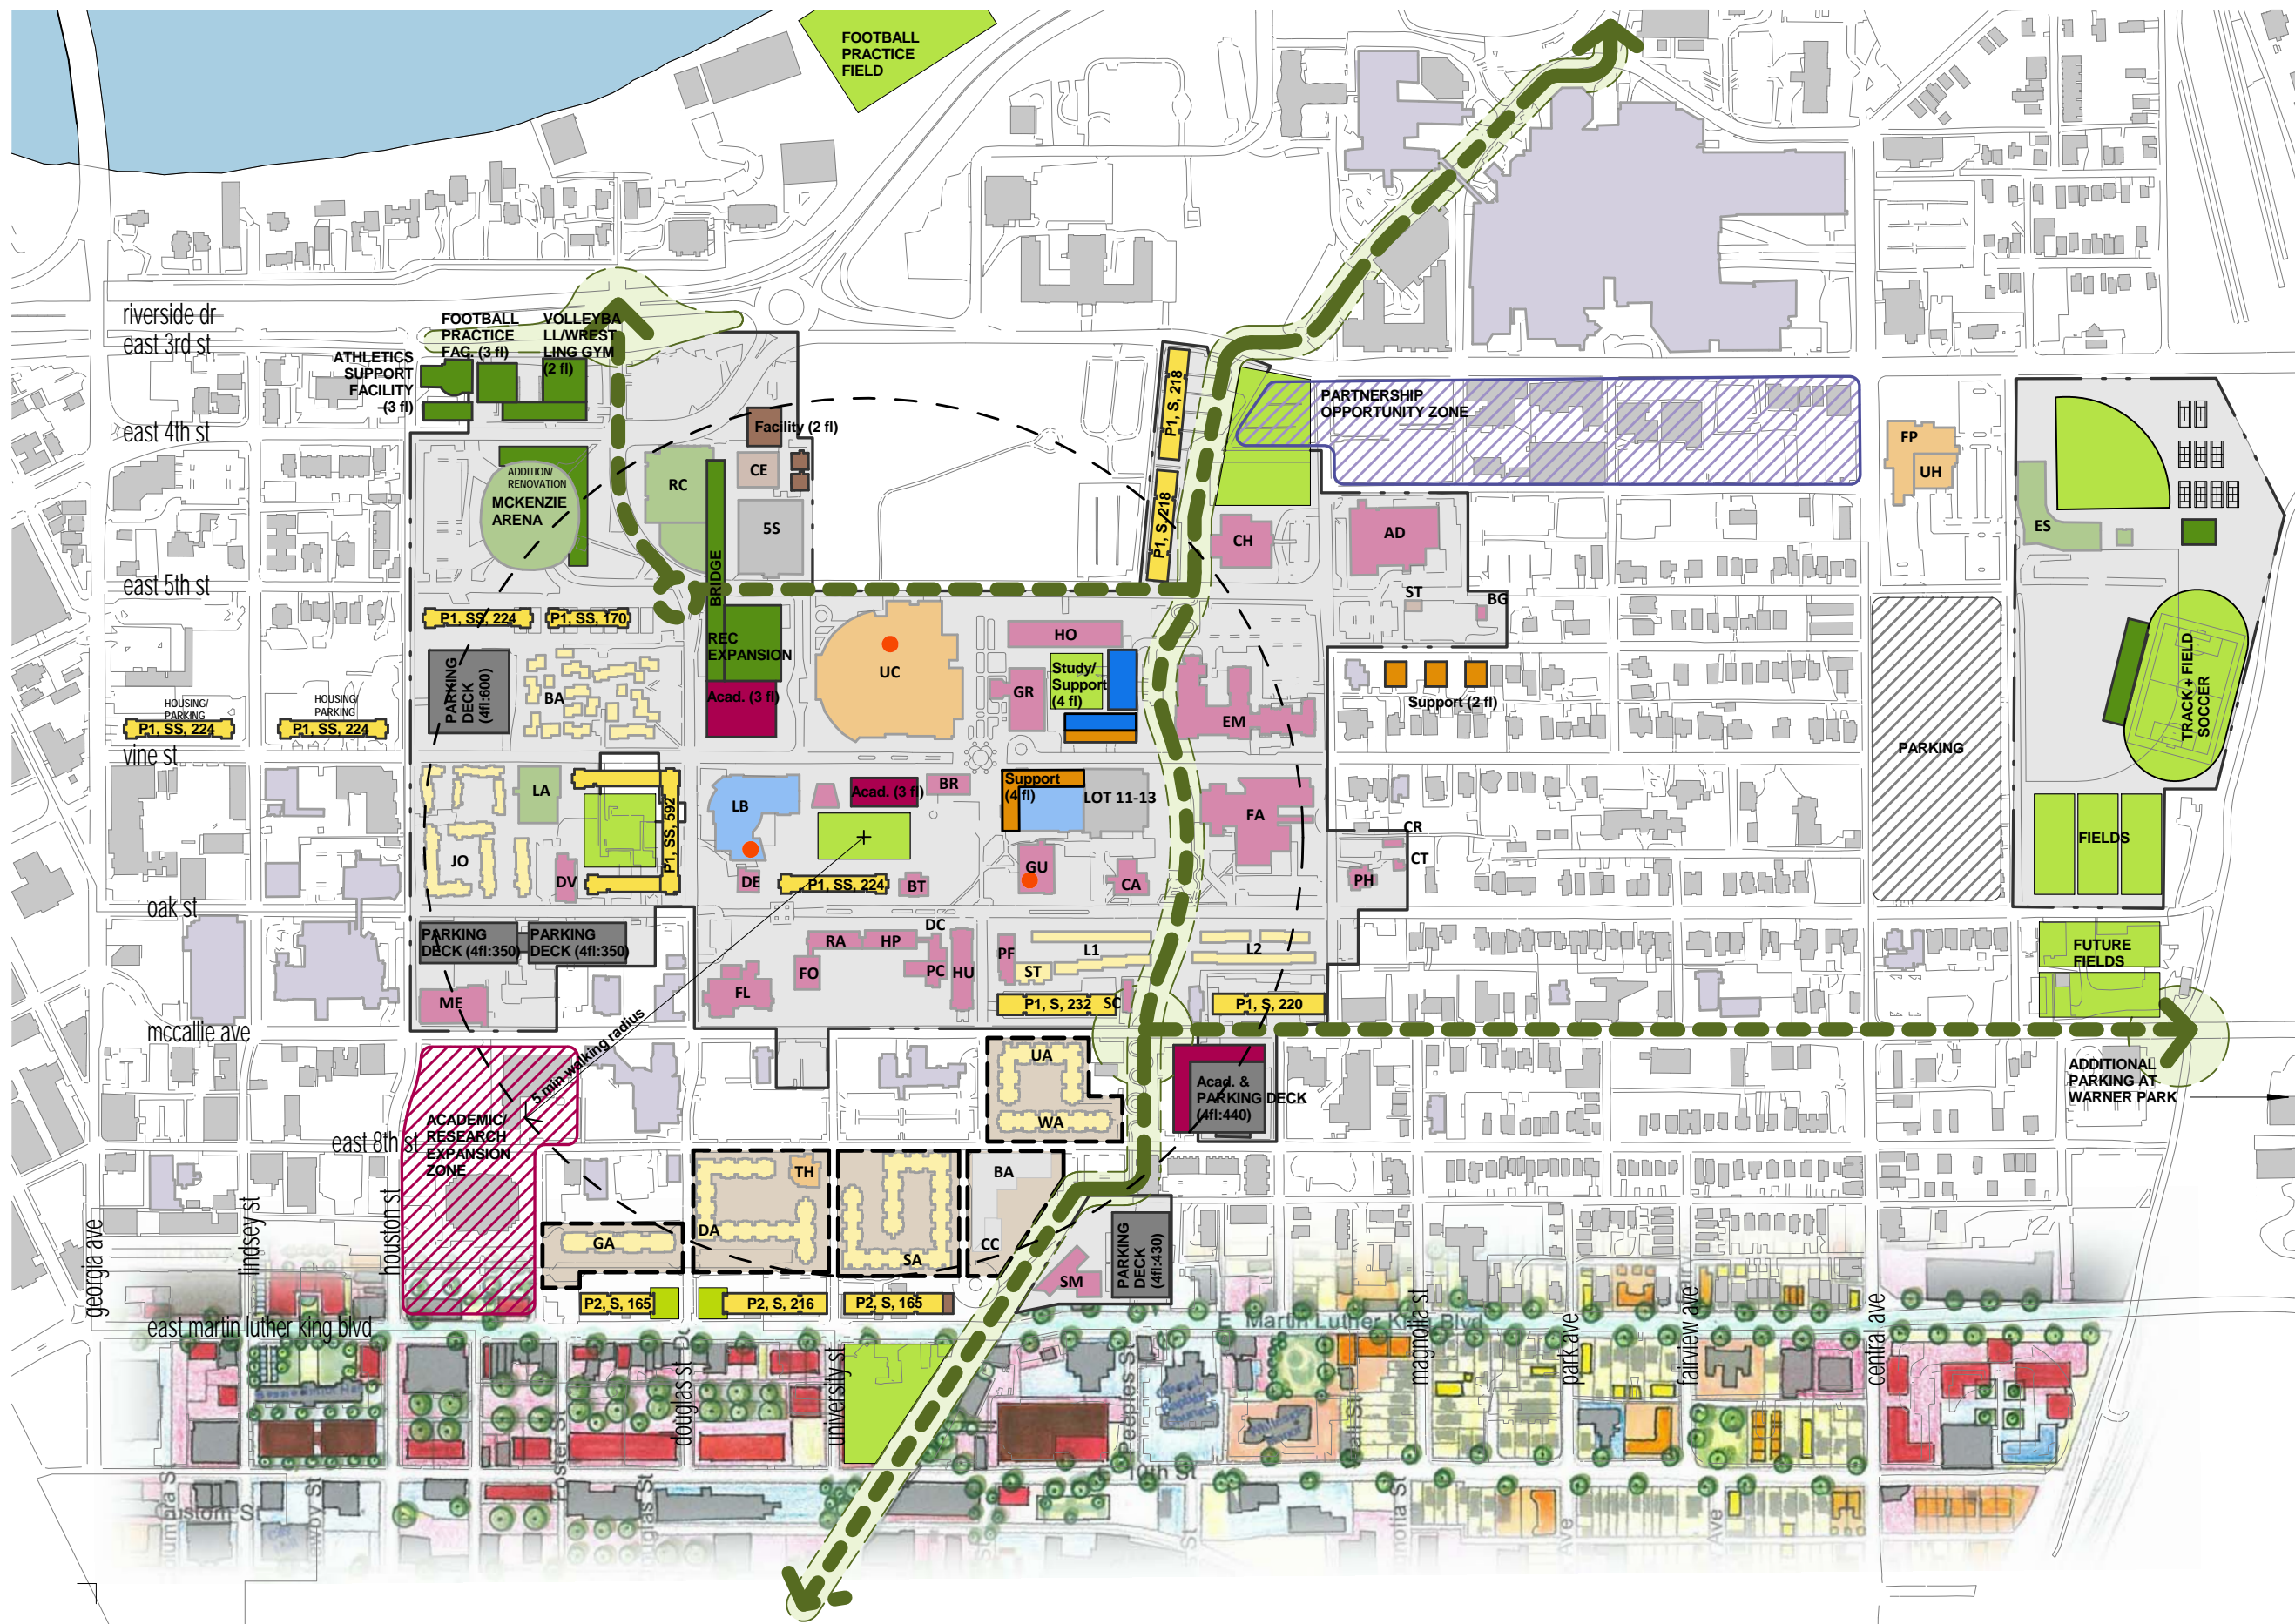 FOOTBALL
PRACTICE
FIELD
riverside dr
east 3rd st
FOOTBALL
PRACTICE
FAC. (3 fl)
VOLLEYBA
LL/WREST
LING GYM
(2 fl)
ATHLETICS
SUPPORT
FACILITY
(3 fl)
P1, S, 218
PARTNERSHIP
OPPORTUNITY ZONE
east 4th st
Facility (2 fl)
FP
UH
ADDITION/
RENOVATION
MCKENZIE
ARENA
RC
CE
5S
P1, S, 218
CH
AD
ES
BRIDGE
east 5th st
ST
BG
P1, SS, 224
P1, SS, 170
REC
EXPANSION
HO
UC
Study/
Support
(4 fl)
GR
PARKING
DECK
(4fl:600)
BA
Acad. (3 fl)
EM
Support (2 fl)
TRACK + FIELD
SOCCER
HOUSING/
PARKING
P1, SS, 224
HOUSING/
PARKING
P1, SS, 224
PARKING
vine st
LA
P1, SS, 592
LB
Acad. (3 fl)
BR
Support
(4 fl)
LOT 11-13
FA
FIELDS
CR
CT
JO
DV
DE
P1, SS, 224
BT
GU
CA
PH
oak st
PARKING
DECK (4fl:350)
PARKING
DECK (4fl:350)
RA
HP
DC
FO
PC
HU
PF
L1
ST
L2
FUTURE
FIELDS
FL
ME
P1, S, 232
SC
P1, S, 220
mccallie ave
5 min walking radius
UA
WA
Acad. &
PARKING DECK
(4fl:440)
ADDITIONAL
PARKING AT
WARNER PARK
ACADEMIC/
RESEARCH
EXPANSION
ZONE
east 8th st
TH
BA
DA
GA
SA
CC
SM
PARKING
DECK
(4fl:430)
georgia ave
lindsey st
houston st
P2, S, 165
P2, S, 216
P2, S, 165
east martin luther king blvd
E Martin Luther King Blvd
douglas st
university st
magnolia st
park ave
fairview ave
central ave
Peeples St
10th St